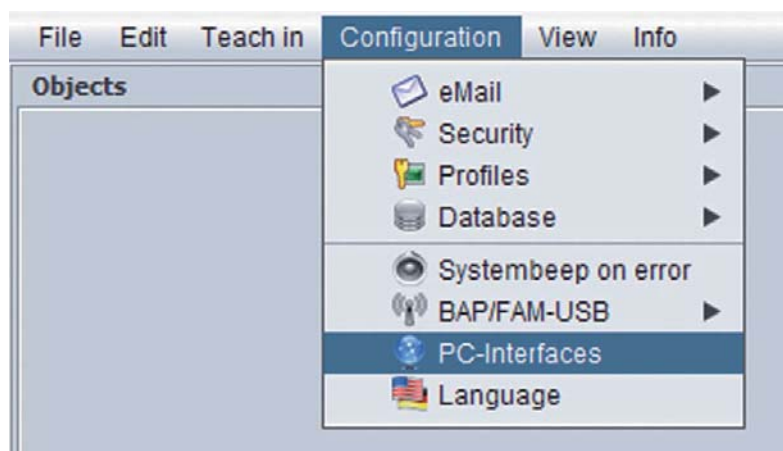 File Edit Teach in Configuration View Info
Objects
eMail
Security
Profiles
Database
Systembeep on error
BAP/FAM-USB
PC-Interfaces
Language